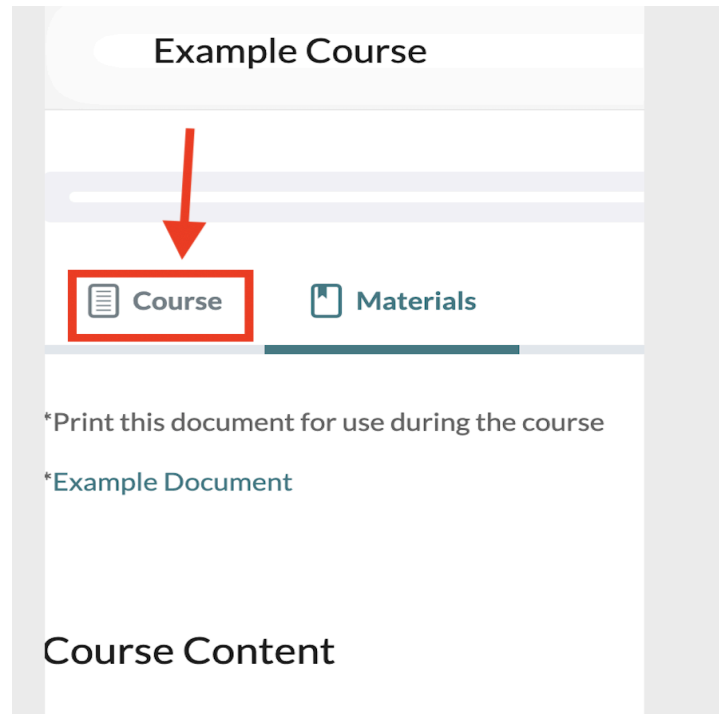 Example Course
Course Materials
*Print this document for use during the course
*Example Document
Course Content